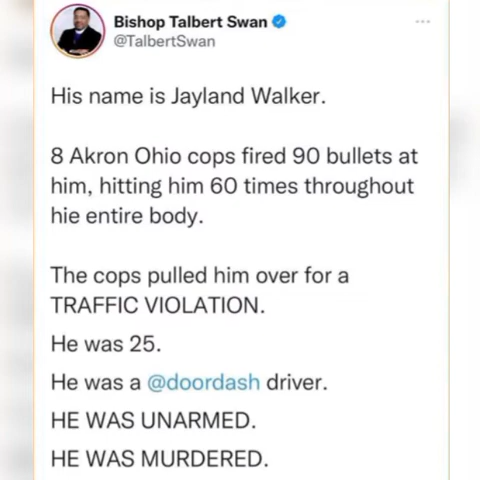 Bishop Talbert Swan
@TalbertSwan
His name is Jayland Walker.
8 Akron Ohio cops fired 90 bullets at
him, hitting him 60 times throughout
hie entire body.
The cops pulled him over for a
TRAFFIC VIOLATION.
He was 25.
He was a @doordash driver.
HE WAS UNARMED.
HE WAS MURDERED.